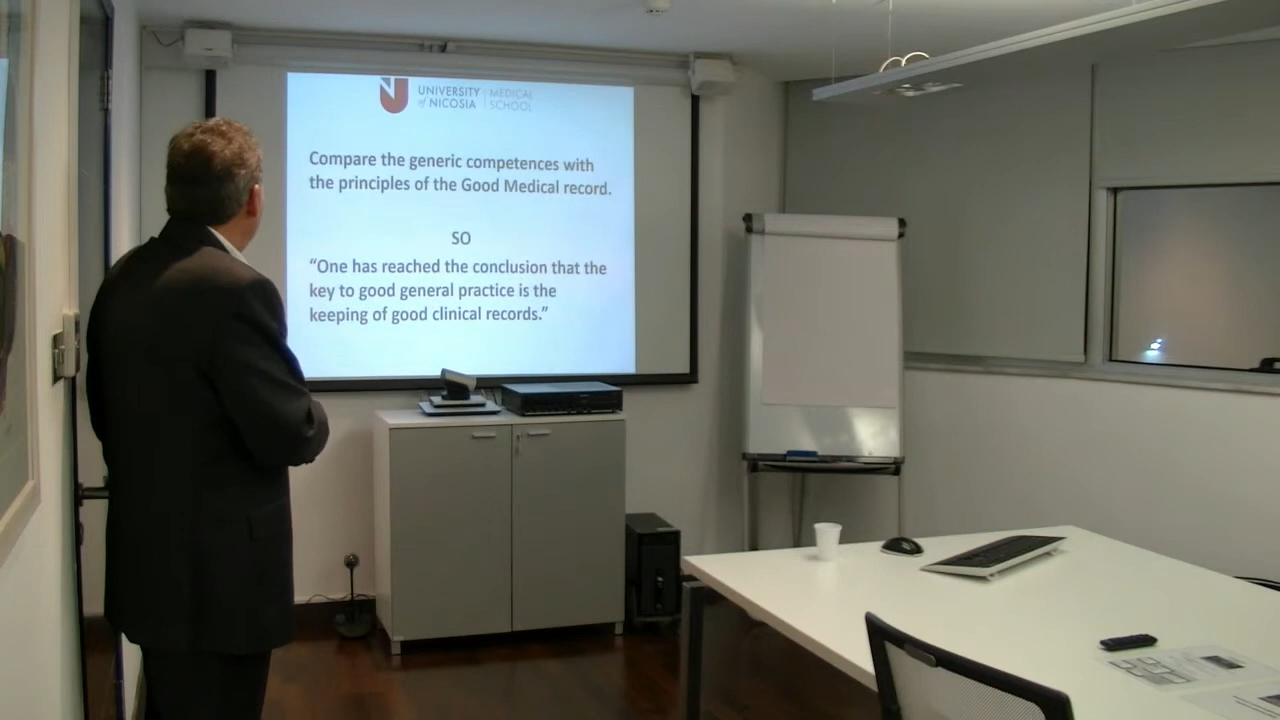 UNIVERSITY
of NICOSIA
MEDICAL
SCHOOL
Compare the generic competences with
the principles of the Good Medical record.
SO
“One has reached the conclusion that the
key to good general practice is the
keeping of good clinical records.”